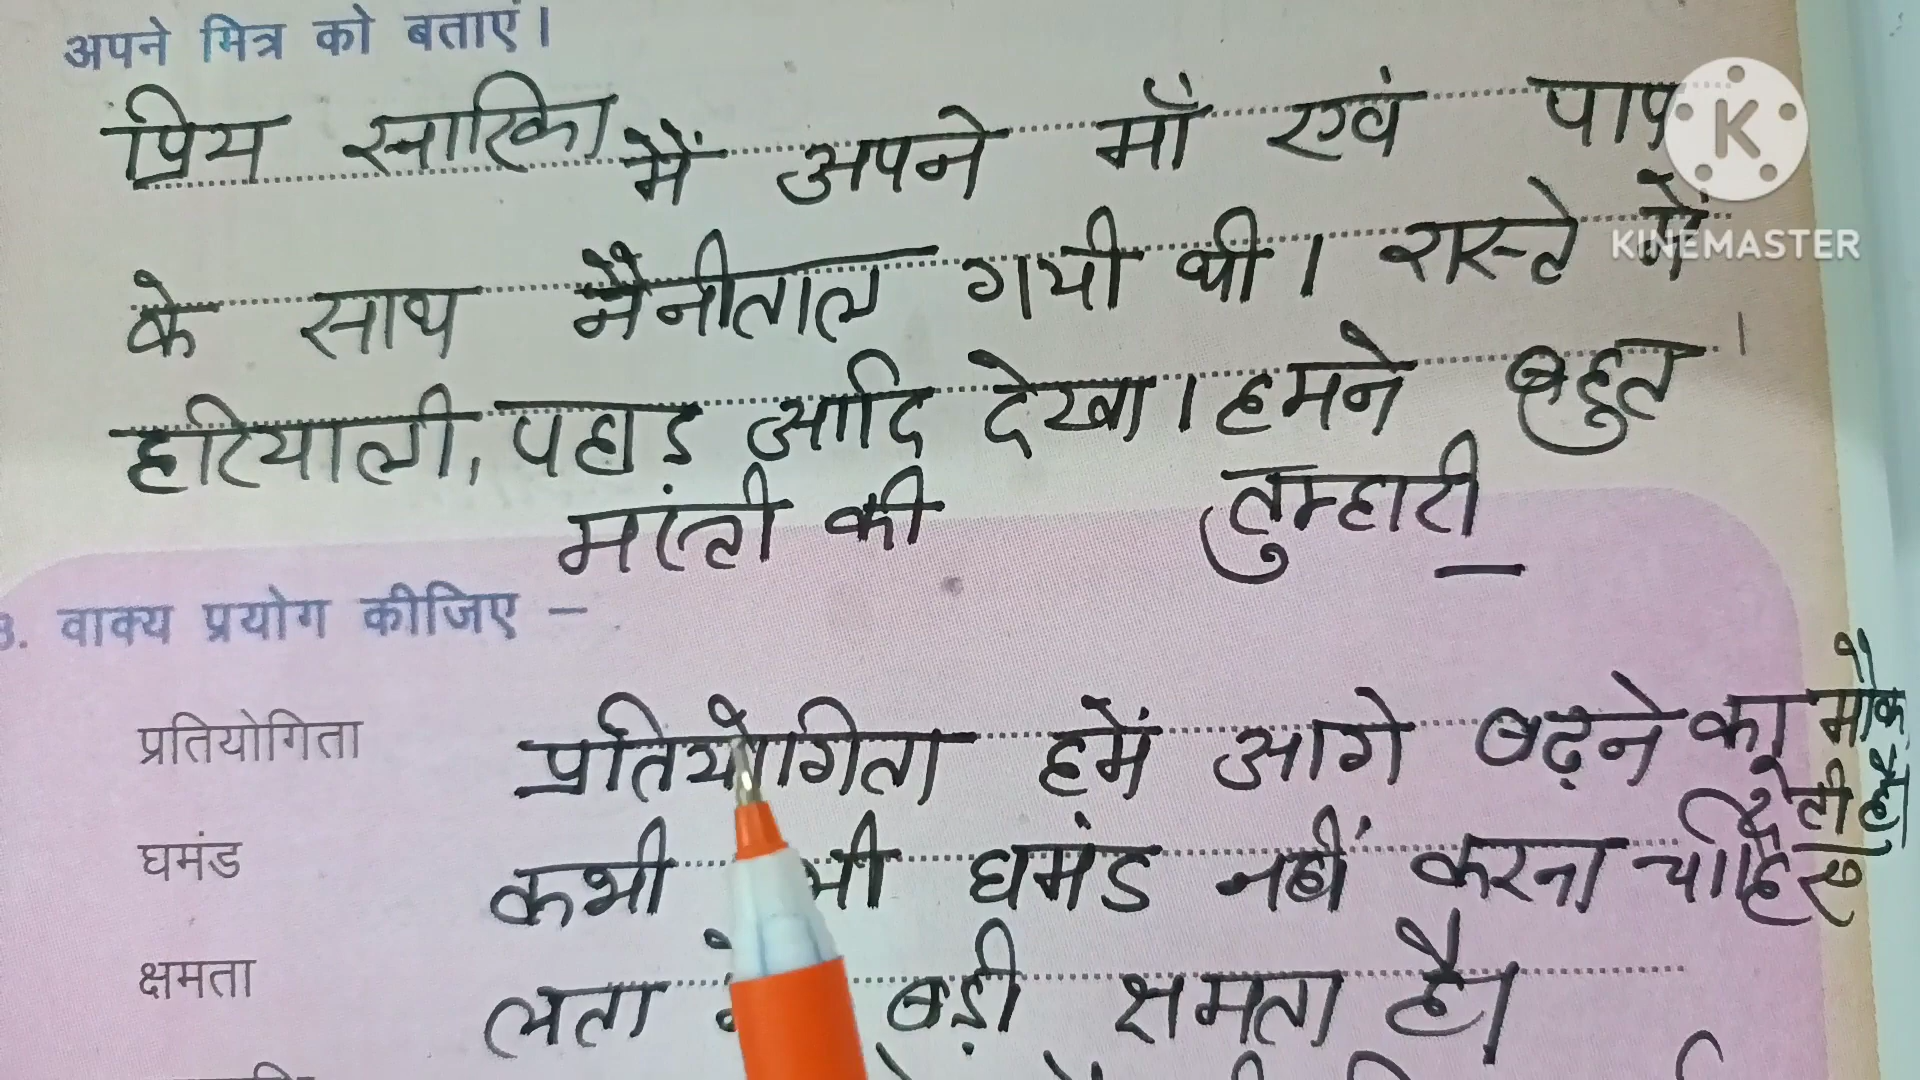 अपने मित्र को बताएं।
प्रिय सारिका मैं अपने माँ एवं
के साथ नैनीताल गयी थी। रास्ते में
हरियाली, पहाड आदि देखा। हमने बहुत
मस्ती की तुम्हारी
3. वाक्य प्रयोग कीजिए –
प्रतियोगिता प्रतियोगिता हमें आगे बढ़ने का
देती है।
घमंड कभी भी घमंड नहीं करना चाहिए
क्षमता लता बड़ी क्षमता है।
K
KINEMASTER